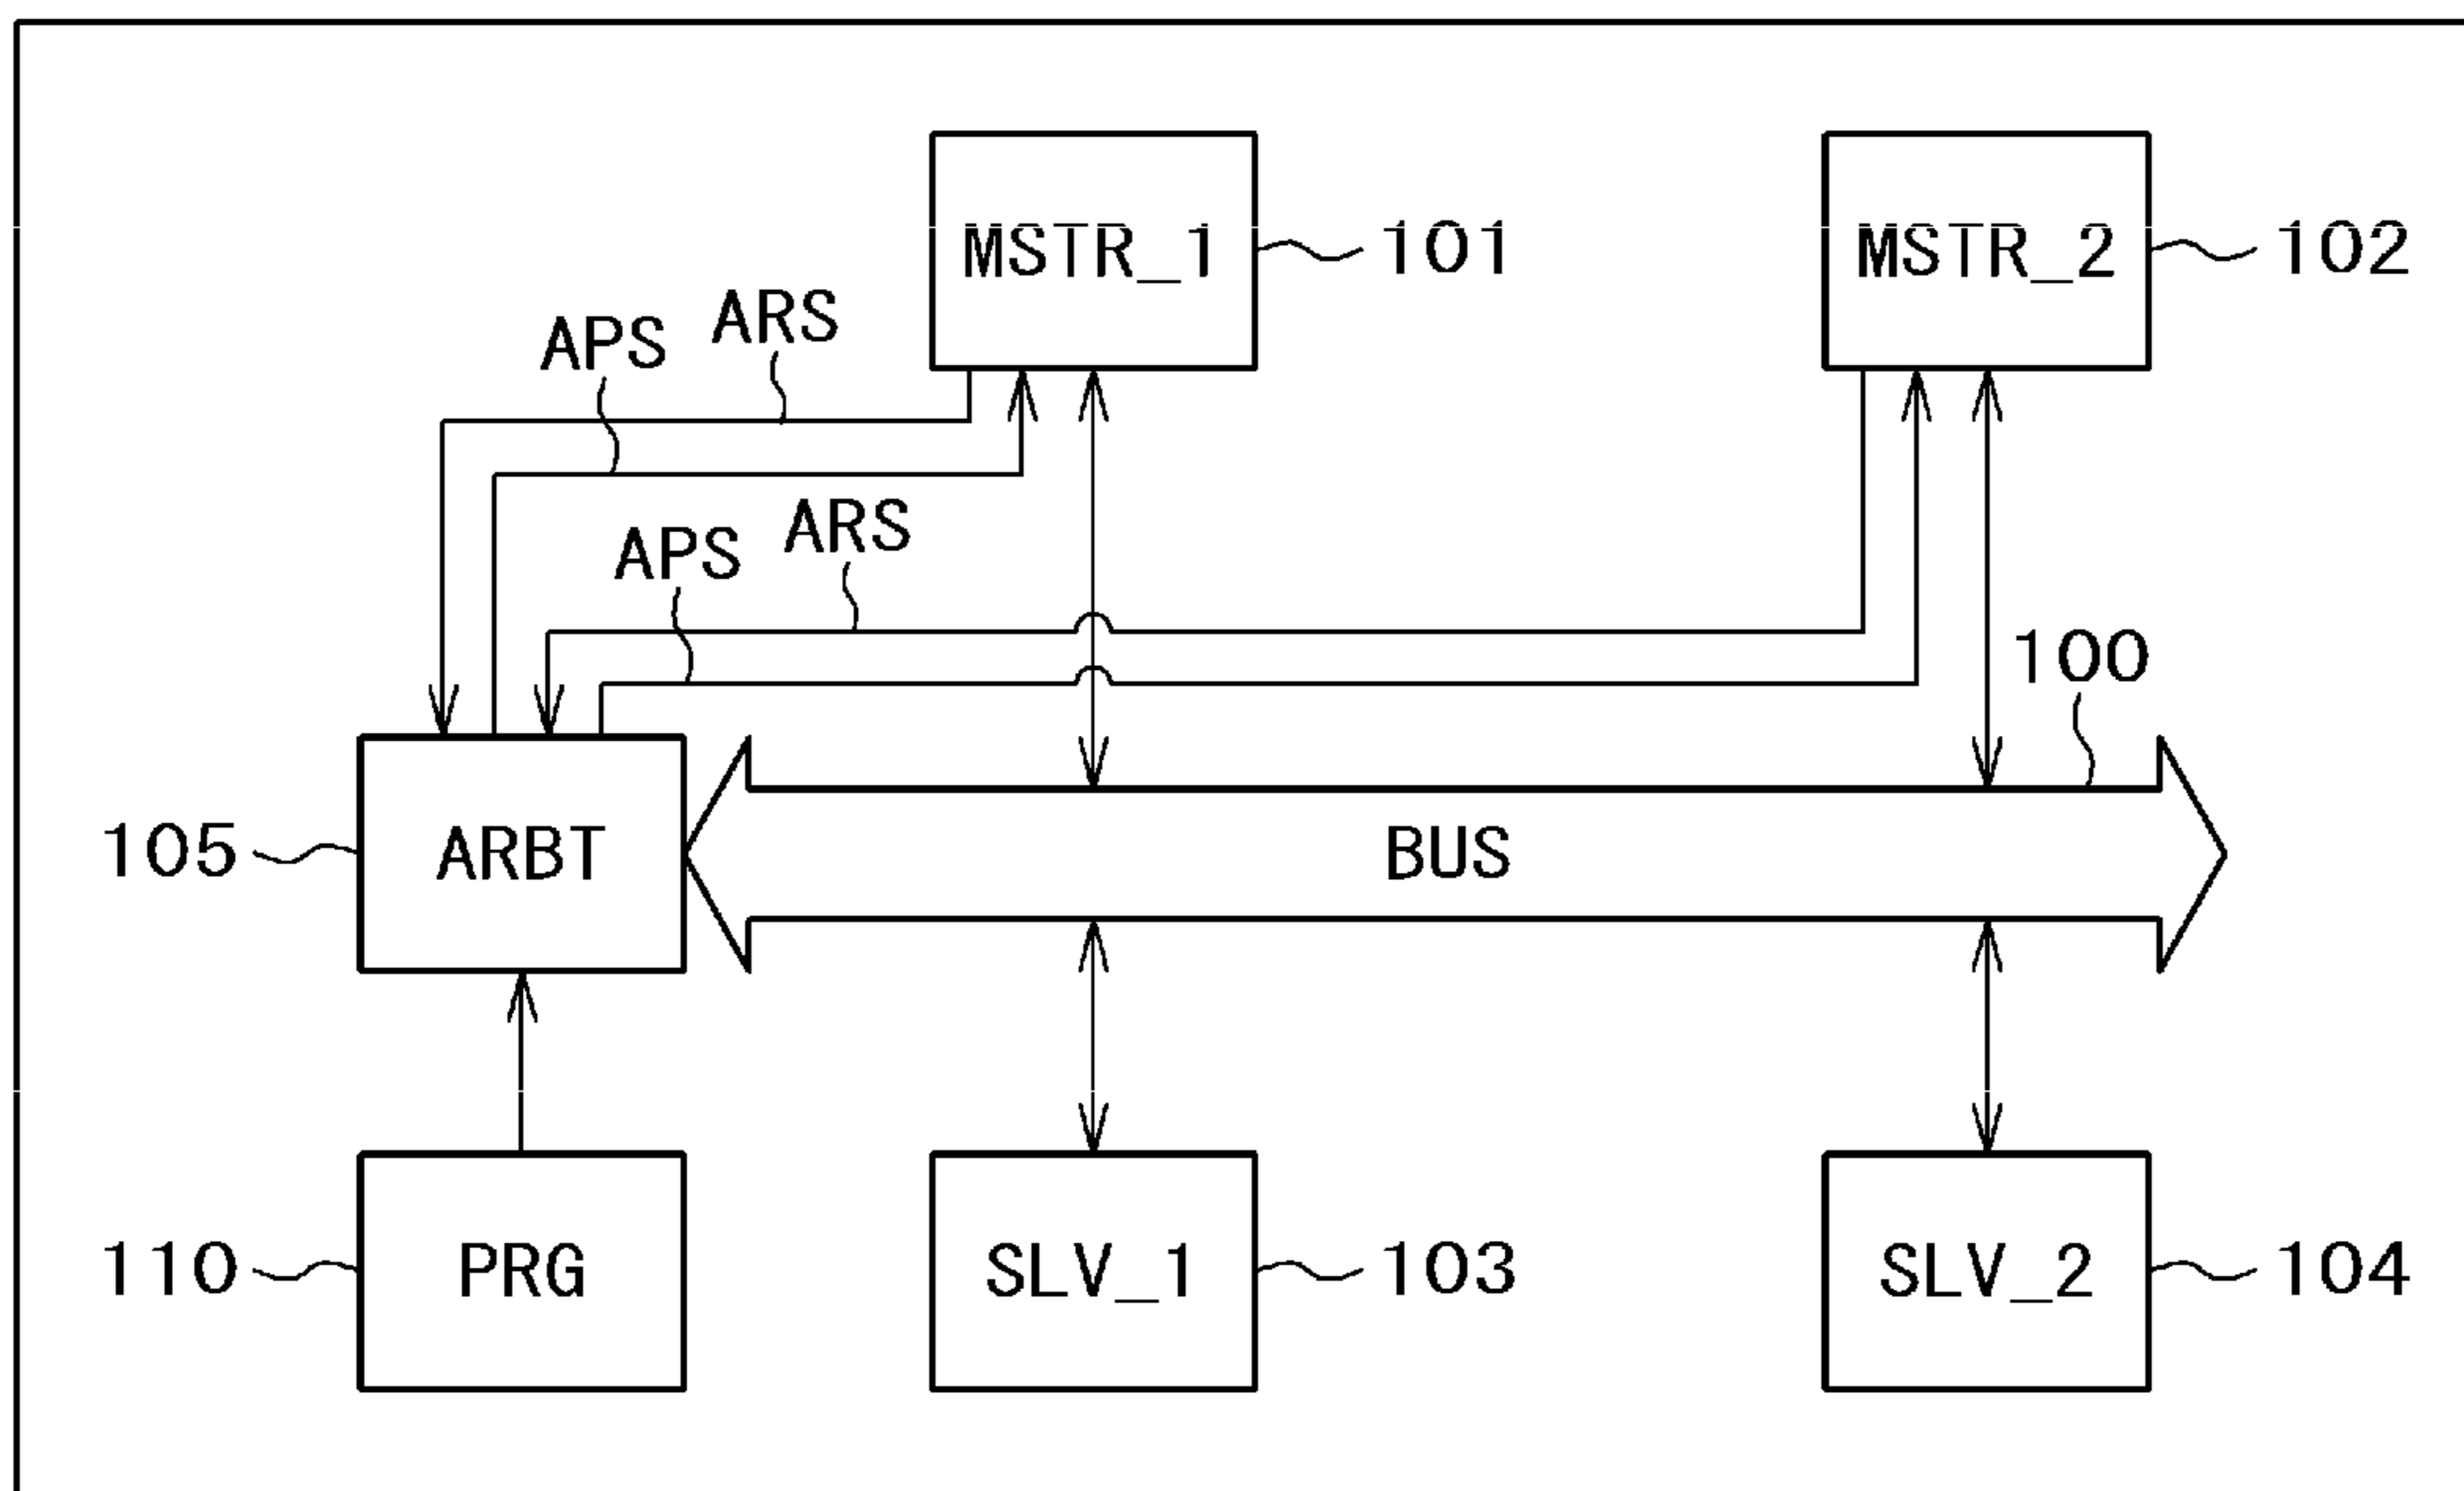 MSTR_1 101
MSTR_2 102
APS ARS
APS ARS
100
105 ARBT
BUS
110 PRG
SLV_1 103
SLV_2 104